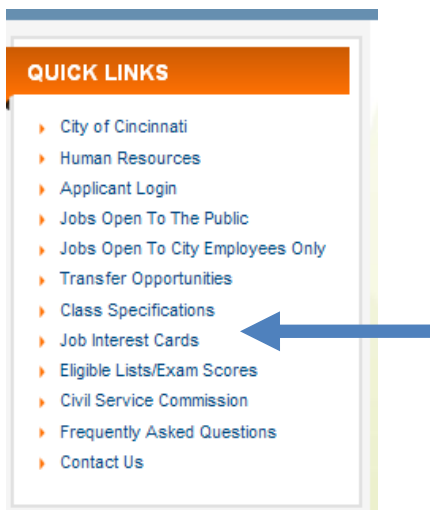 QUICK LINKS
City of Cincinnati
Human Resources
Applicant Login
Jobs Open To The Public
Jobs Open To City Employees Only
Transfer Opportunities
Class Specifications
Job Interest Cards
Eligible Lists/Exam Scores
Civil Service Commission
Frequently Asked Questions
Contact Us